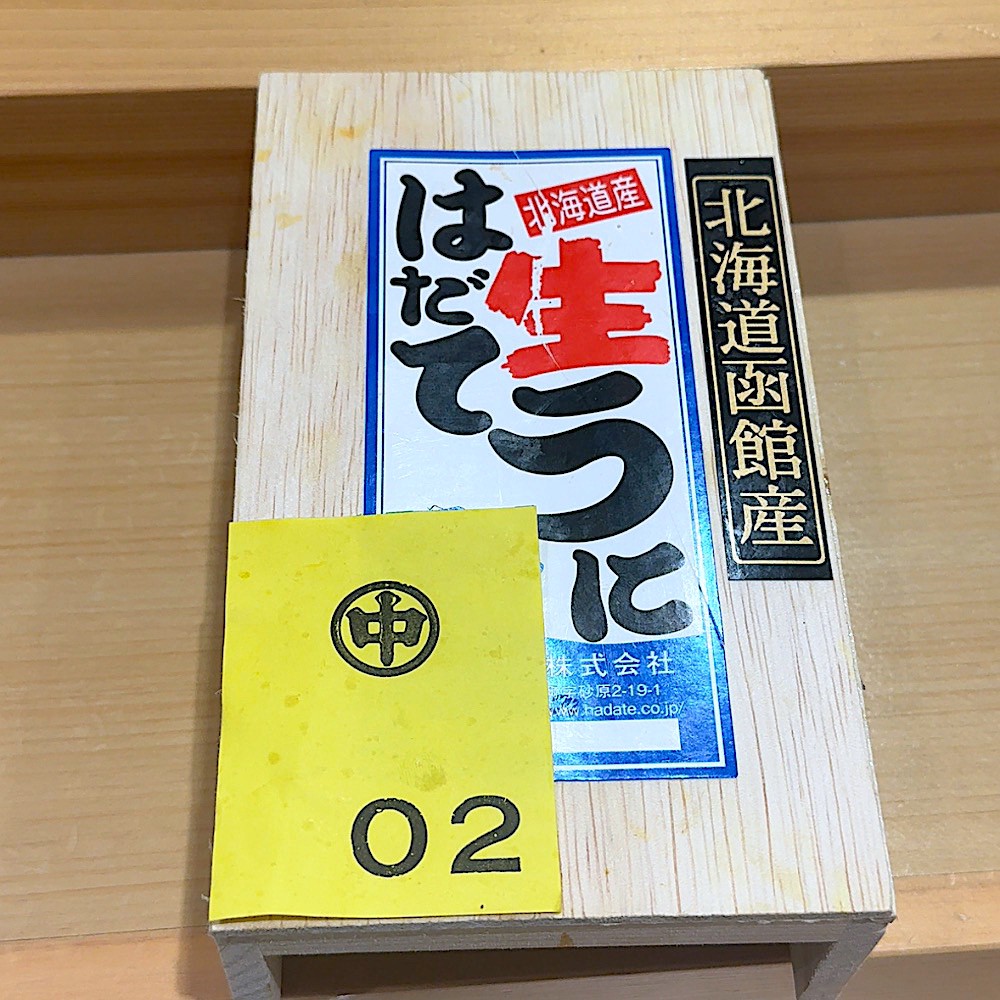 北海道函館産
北海道産
生うに
はだて
株式会社
砂原2-19-1
www.hadate.co.jp/
中
02